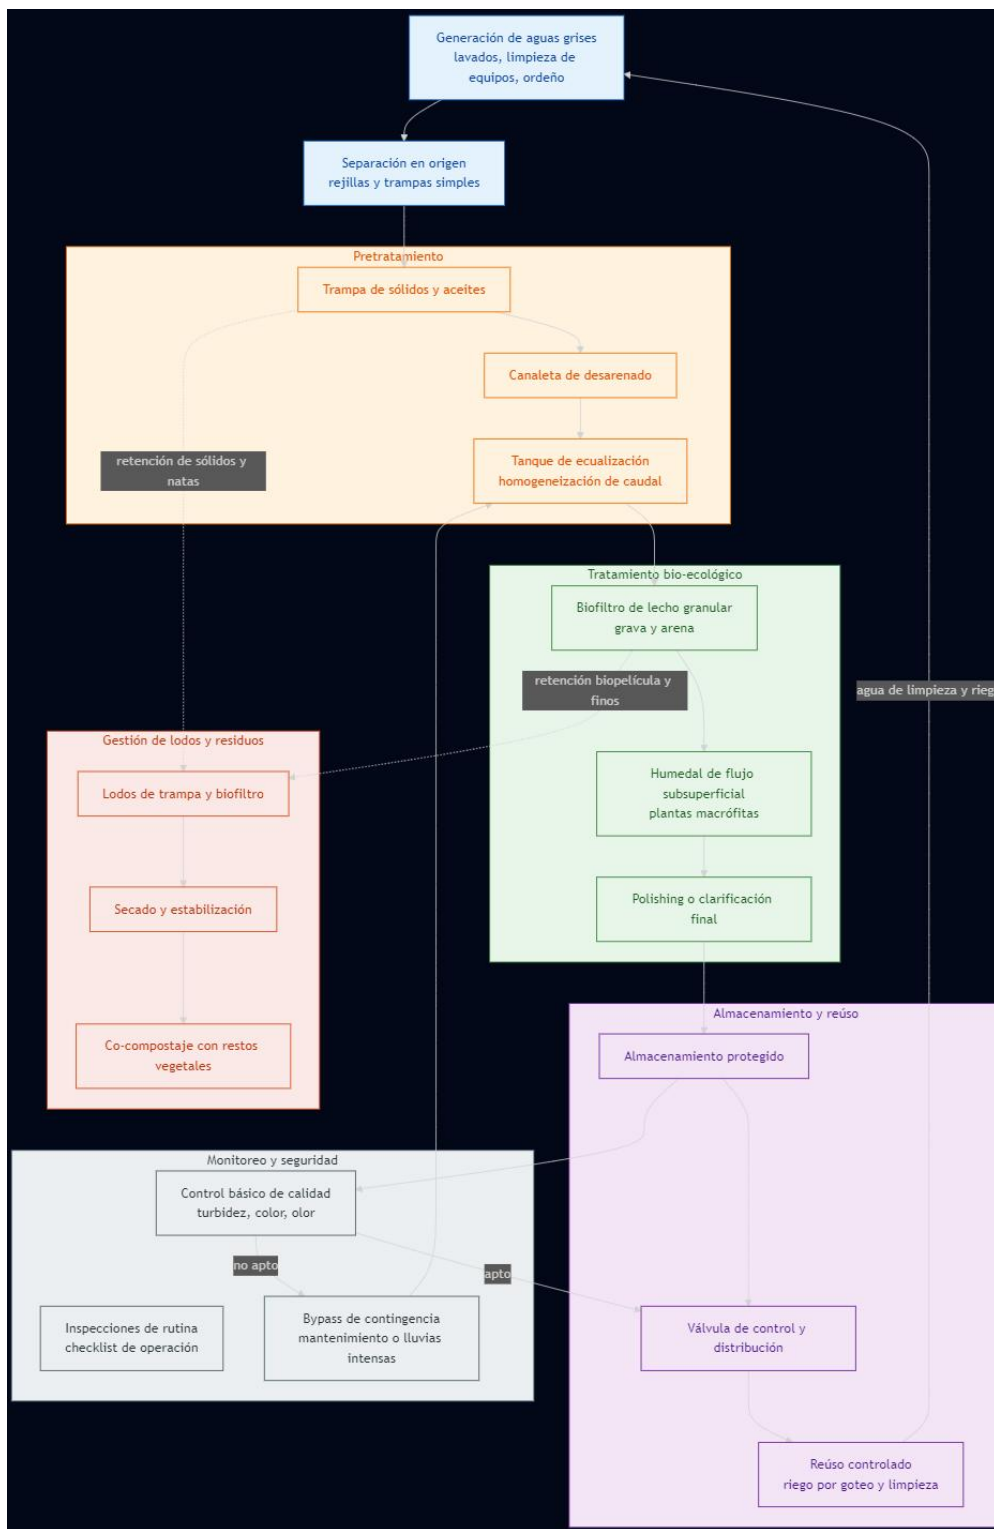 Generación de aguas grises
lavados, limpieza de
equipos, ordeño
Separación en origen
rejillas y trampas simples
Pretratamiento
Trampa de sólidos y aceites
Canaleta de desarenado
retención de sólidos y
natas
Tanque de ecualización
homogeneización de caudal
Tratamiento bio-ecológico
Biofiltro de lecho granular
grava y arena
retención biopelícula y
finos
agua de limpieza y rieg
Gestión de lodos y residuos
Lodos de trampa y biofiltro
Humedal de flujo
subsuperficial
plantas macrófitas
Secado y estabilización
Polishing o clarificación
final
Co-compostaje con restos
vegetales
Almacenamiento y reúso
Almacenamiento protegido
Monitoreo y seguridad
Control básico de calidad
turbidez, color, olor
no apto
apto
Inspecciones de rutina
checklist de operación
Bypass de contingencia
mantenimiento o lluvias
intensas
Válvula de control y
distribución
Reúso controlado
riego por goteo y limpieza